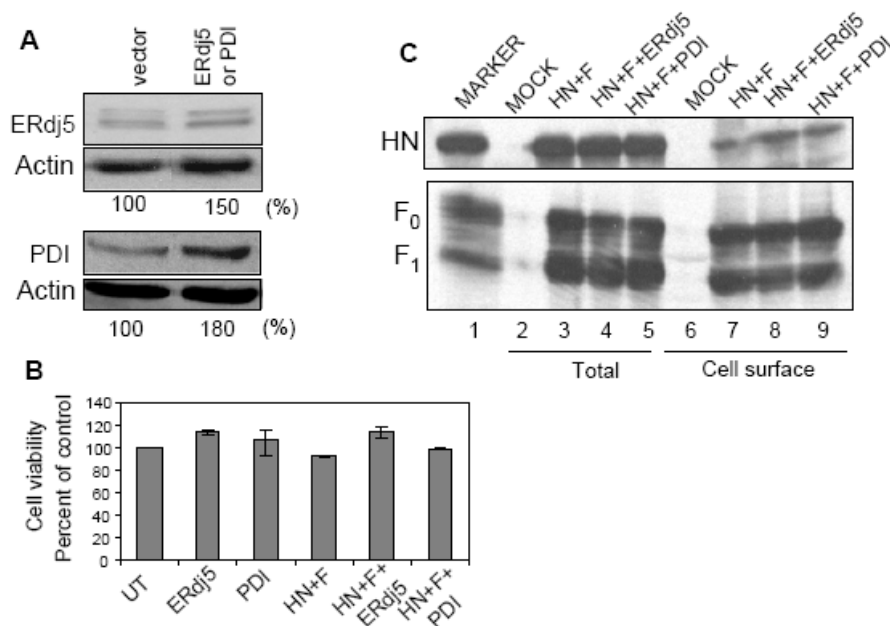 A
vector
ERdj5
or PDI
ERdj5
Actin
100 150 (%)
PDI
Actin
100 180 (%)
B
Cell viability
Percent of control
140
120
100
80
60
40
20
0
UT
ERdj5
PDI
HN+F
HN+F+
ERdj5
HN+F+
PDI
C
MARKER
MOCK
HN+F
HN+F+ERdj5
HN+F+PDI
MOCK
HN+F
HN+F+ERdj5
HN+F+PDI
HN
F0
F1
1 2 3 4 5 6 7 8 9
Total Cell surface